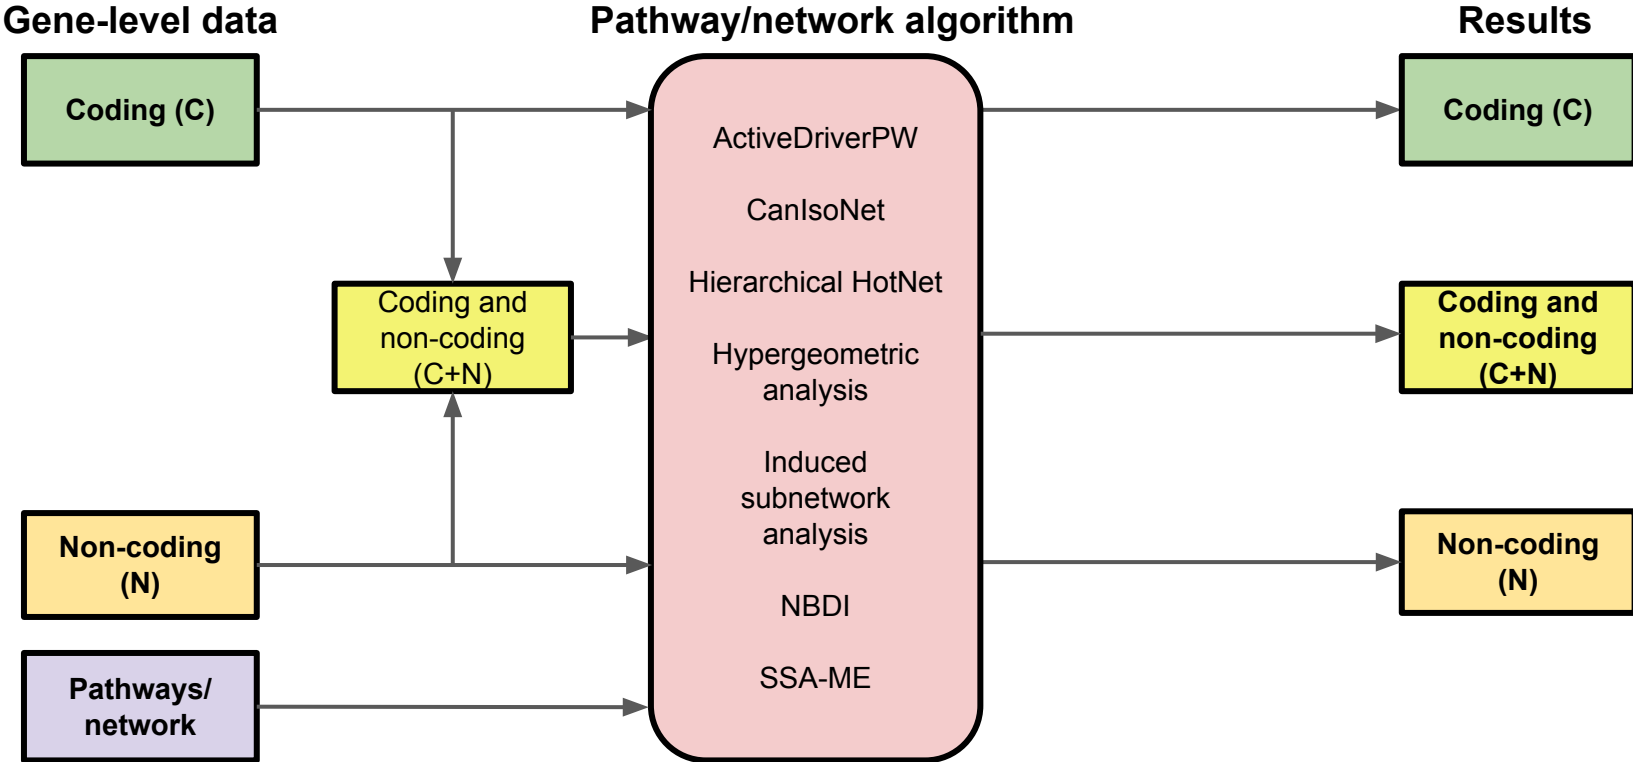 Gene-level data
Pathway/network algorithm
Results
Coding (C)
Coding and
non-coding
(C+N)
Non-coding
(N)
Pathways/
network
ActiveDriverPW
CanIsoNet
Hierarchical HotNet
Hypergeometric
analysis
Induced
subnetwork
analysis
NBDI
SSA-ME
Coding (C)
Coding and
non-coding
(C+N)
Non-coding
(N)